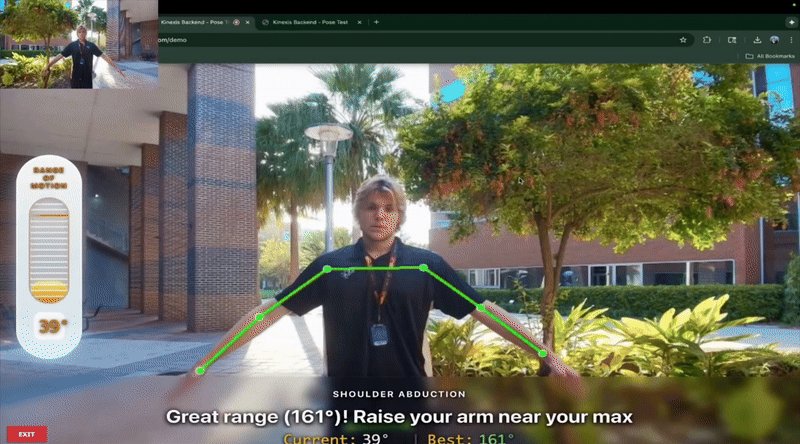 Kinexis Backend - Pose T
Kinexis Backend - Pose Test
om/demo
All Bookmarks
RANGE
OF
MOTION
39°
SHOULDER ABDUCTION
Great range (161°)! Raise your arm near your max
Current: 39° | Best: 161°
EXIT